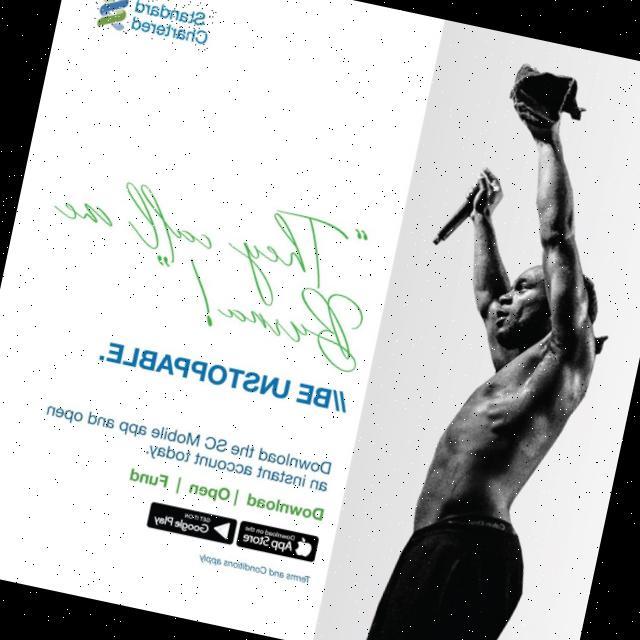 Standard
Chartered
“They call me
Burna!”
//BE UNSTOPPABLE.
Download the SC Mobile app and open
an instant account today.
Download | Open | Fund
Download on the
App Store
GET IT ON
Google Play
Terms and Conditions apply